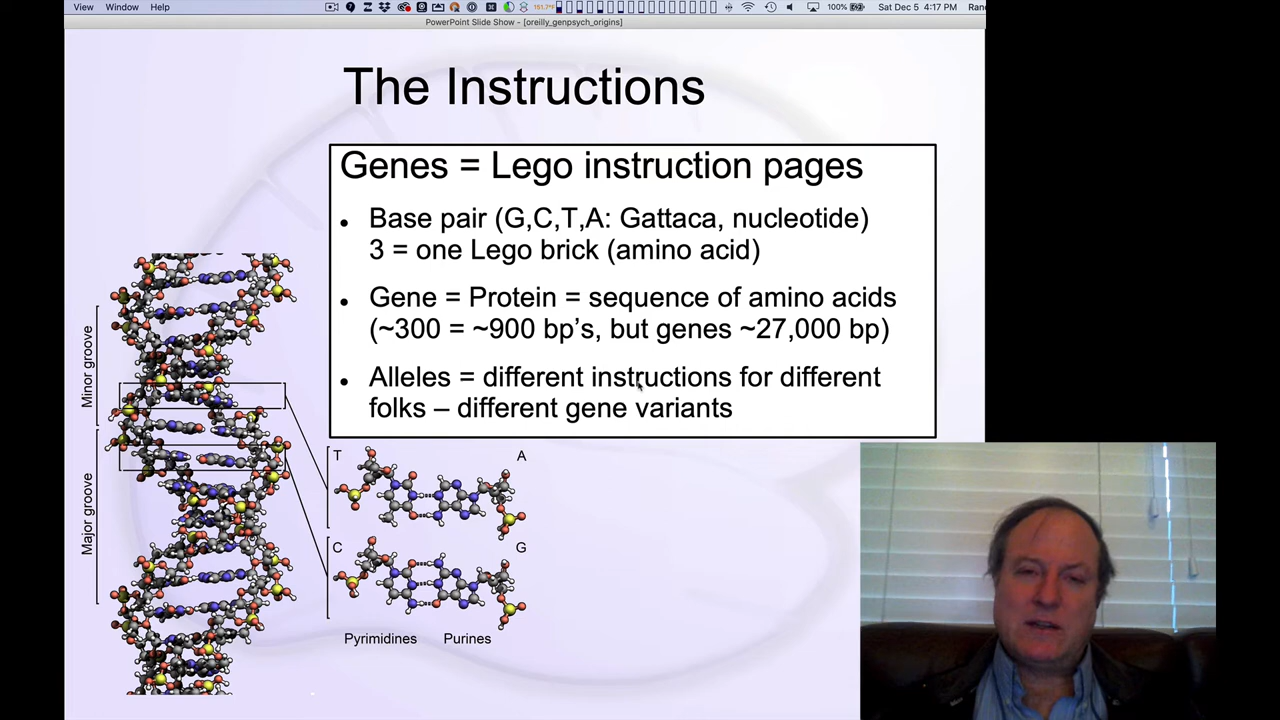 View Window Help
151.7°F
100%
Sat Dec 5 4:17 PM
PowerPoint Slide Show - [oreilly_genpsych_origins]
The Instructions
Genes = Lego instruction pages
• Base pair (G,C,T,A: Gattaca, nucleotide)
3 = one Lego brick (amino acid)
• Gene = Protein = sequence of amino acids
(~300 = ~900 bp’s, but genes ~27,000 bp)
• Alleles = different instructions for different
folks – different gene variants
Minor groove
Major groove
T A
C G
Pyrimidines Purines